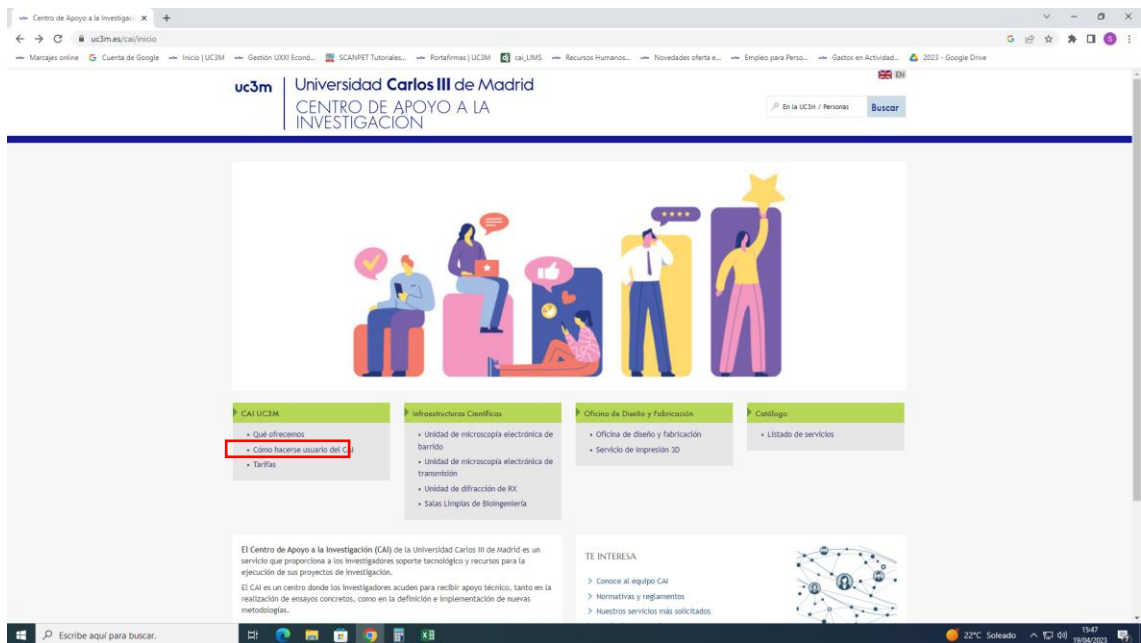 Centro de Apoyo a la Investigaci
uc3m.es/cai/inicio
Marcajes online Cuenta de Google Inicio | UC3M Gestión UXXI Econó... SCANPET Tutoriales... Portafirmas | UC3M cai_LIMS Recursos Humanos... Novedades oferta e... Empleo para Perso... Gastos en Actividad... 2023 - Google Drive
EN
uc3m
Universidad Carlos III de Madrid
CENTRO DE APOYO A LA
INVESTIGACIÓN
En la UC3M / Personas Buscar
CAI UC3M
Qué ofrecemos
Cómo hacerse usuario del CAI
Tarifas
Infraestructuras Científicas
Unidad de microscopía electrónica de
barrido
Unidad de microscopía electrónica de
transmisión
Unidad de difracción de RX
Salas Limpias de Bioingeniería
Oficina de Diseño y Fabricación
Oficina de diseño y fabricación
Servicio de Impresión 3D
Catálogo
Listado de servicios
El Centro de Apoyo a la Investigación (CAI) de la Universidad Carlos III de Madrid es un
servicio que proporciona a los investigadores soporte tecnológico y recursos para la
ejecución de sus proyectos de investigación.
El CAI es un centro donde los investigadores acuden para recibir apoyo técnico, tanto en la
realización de ensayos concretos, como en la definición e implementación de nuevas
metodologías.
TE INTERESA
Conoce al equipo CAI
Normativas y reglamentos
Nuestros servicios más solicitados
Escribe aquí para buscar.
22°C Soleado
15:47
19/04/2023